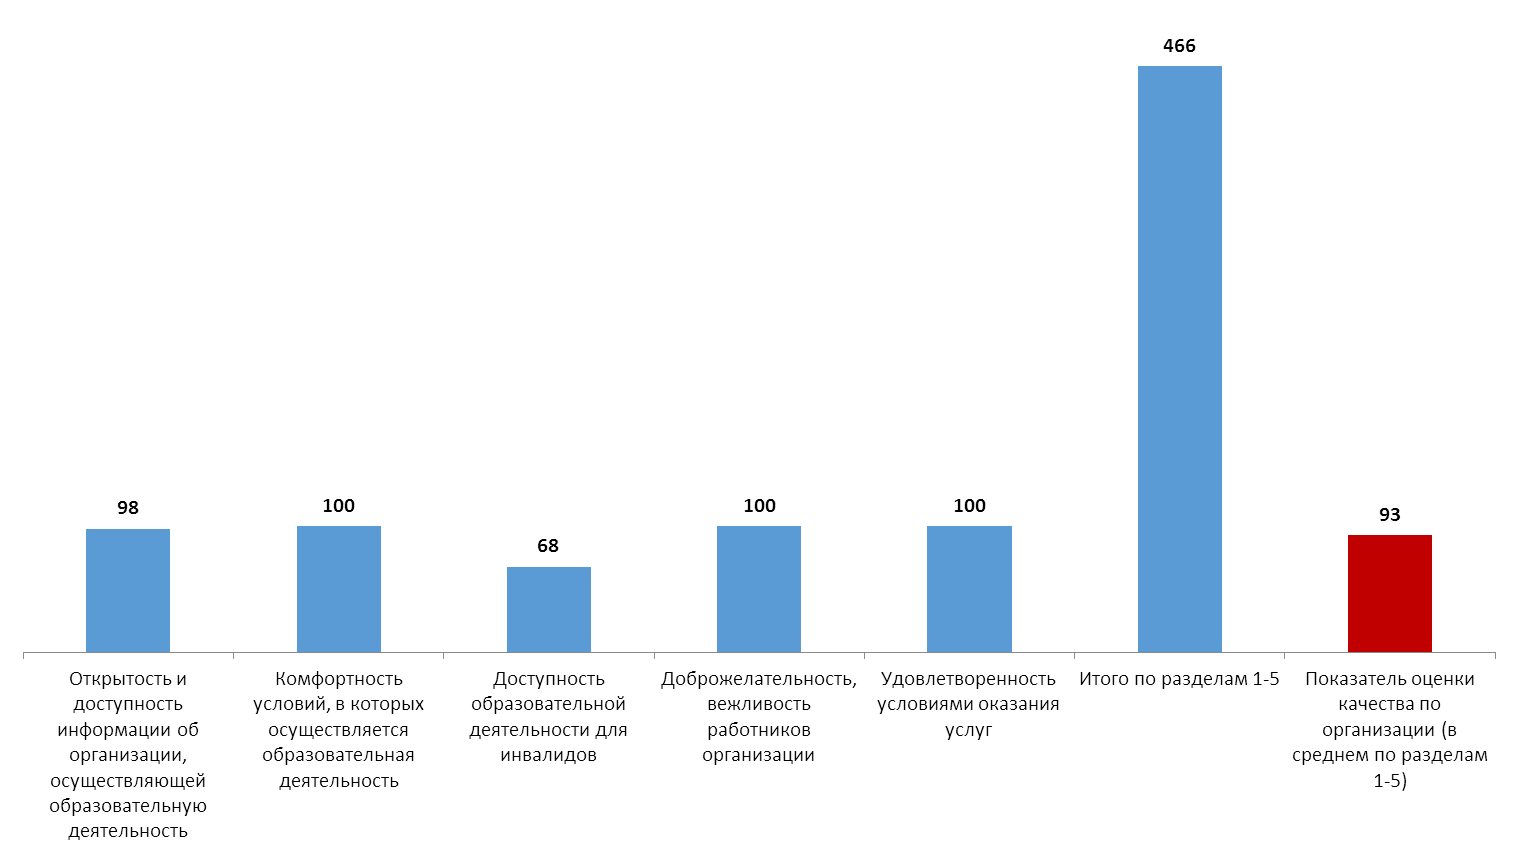 466
98
100
68
100
100
93
Открытость и
доступность
информации об
организации,
осуществляющей
образовательную
деятельность
Комфортность
условий, в которых
осуществляется
образовательная
деятельность
Доступность
образовательной
деятельности для
инвалидов
Доброжелательность,
вежливость
работников
организации
Удовлетворенность
условиями оказания
услуг
Итого по разделам 1-5
Показатель оценки
качества по
организации (в
среднем по разделам
1-5)